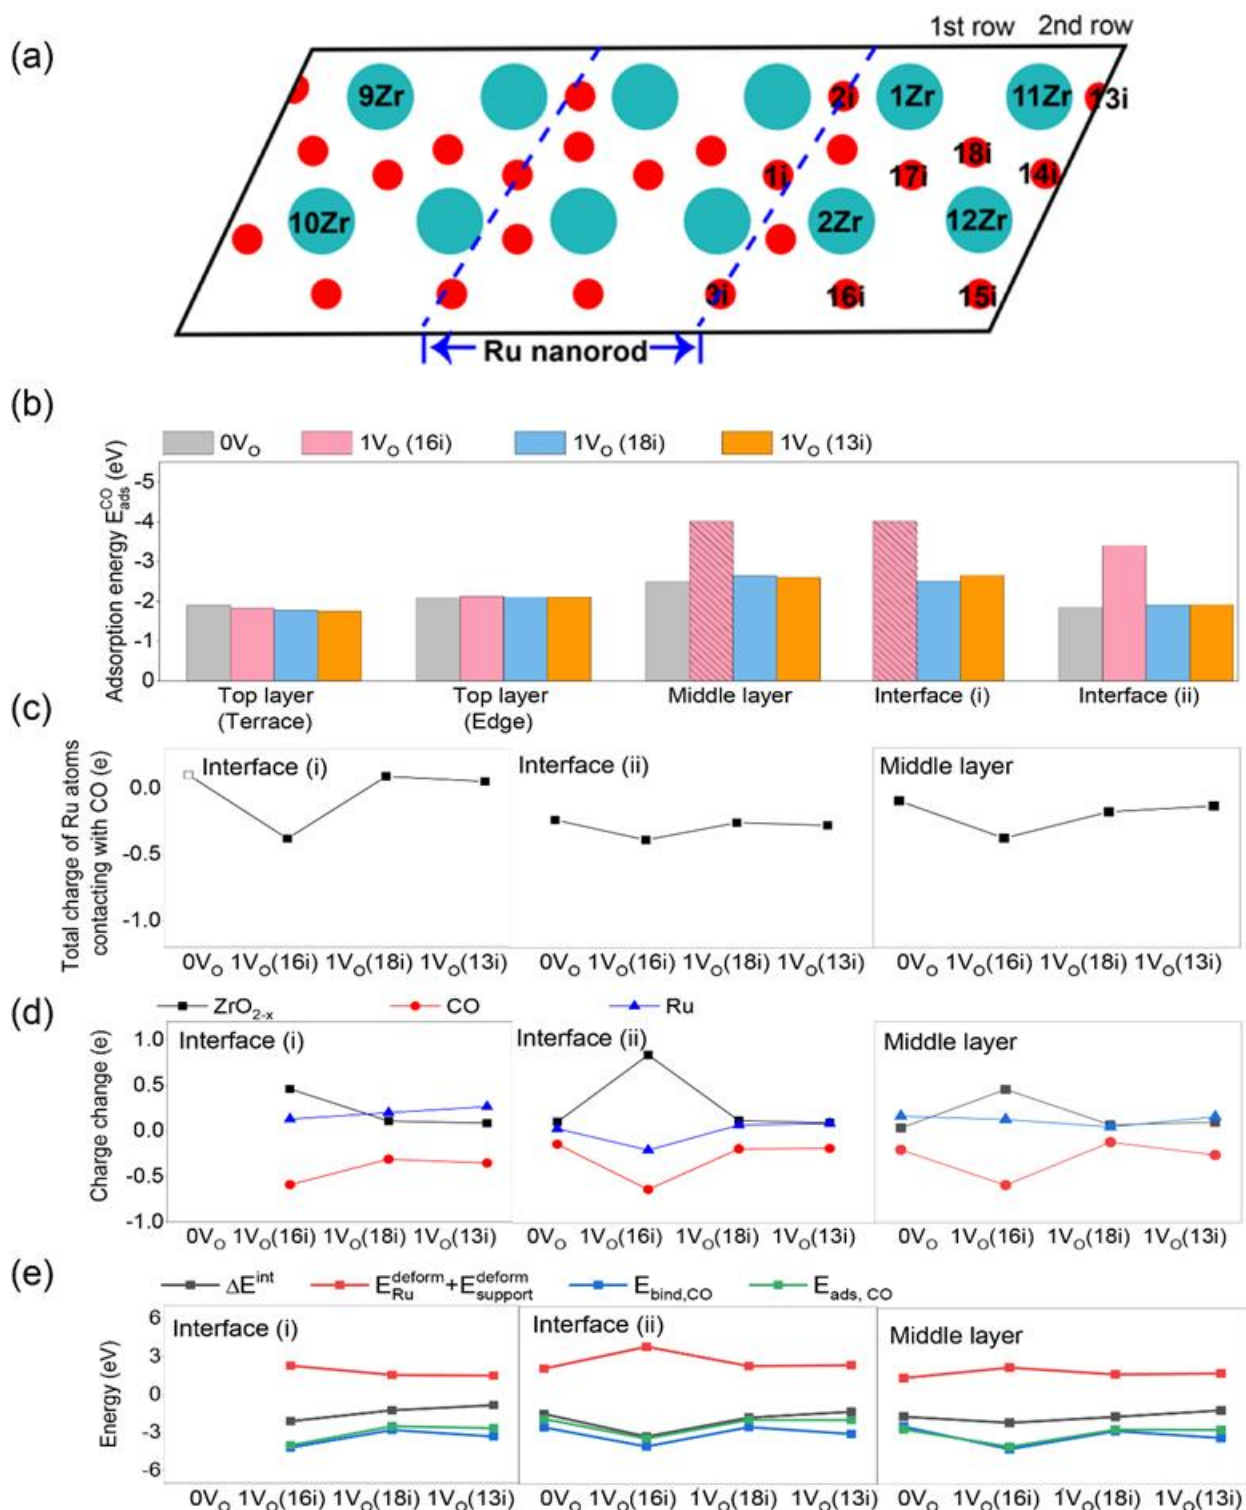 (a)
1st row 2nd row
9Zr 2i 1Zr 11Zr 13i
1i 17i 18i 14i
10Zr 2Zr 12Zr
3i 16i 15i
Ru nanorod
(b)
0VO 1VO (16i) 1VO (18i) 1VO (13i)
Adsorption energy E_ads^CO (eV)
-5
-4
-3
-2
-1
0
Top layer (Terrace)
Top layer (Edge)
Middle layer
Interface (i)
Interface (ii)
(c)
Total charge of Ru atoms
contacting with CO (e)
Interface (i) Interface (ii) Middle layer
0.0
-0.5
-1.0
0VO 1VO(16i) 1VO(18i) 1VO(13i) 0VO 1VO(16i) 1VO(18i) 1VO(13i) 0VO 1VO(16i) 1VO(18i) 1VO(13i)
(d)
ZrO2-x CO Ru
Charge change (e)
Interface (i) Interface (ii) Middle layer
1.0
0.5
0.0
-0.5
-1.0
0VO 1VO(16i) 1VO(18i) 1VO(13i) 0VO 1VO(16i) 1VO(18i) 1VO(13i) 0VO 1VO(16i) 1VO(18i) 1VO(13i)
(e)
ΔE^int E_Ru^deform+E_support^deform E_bind,CO E_ads, CO
Energy (eV)
Interface (i) Interface (ii) Middle layer
6
3
0
-3
-6
0VO 1VO(16i) 1VO(18i) 1VO(13i) 0VO 1VO(16i) 1VO(18i) 1VO(13i) 0VO 1VO(16i) 1VO(18i) 1VO(13i)